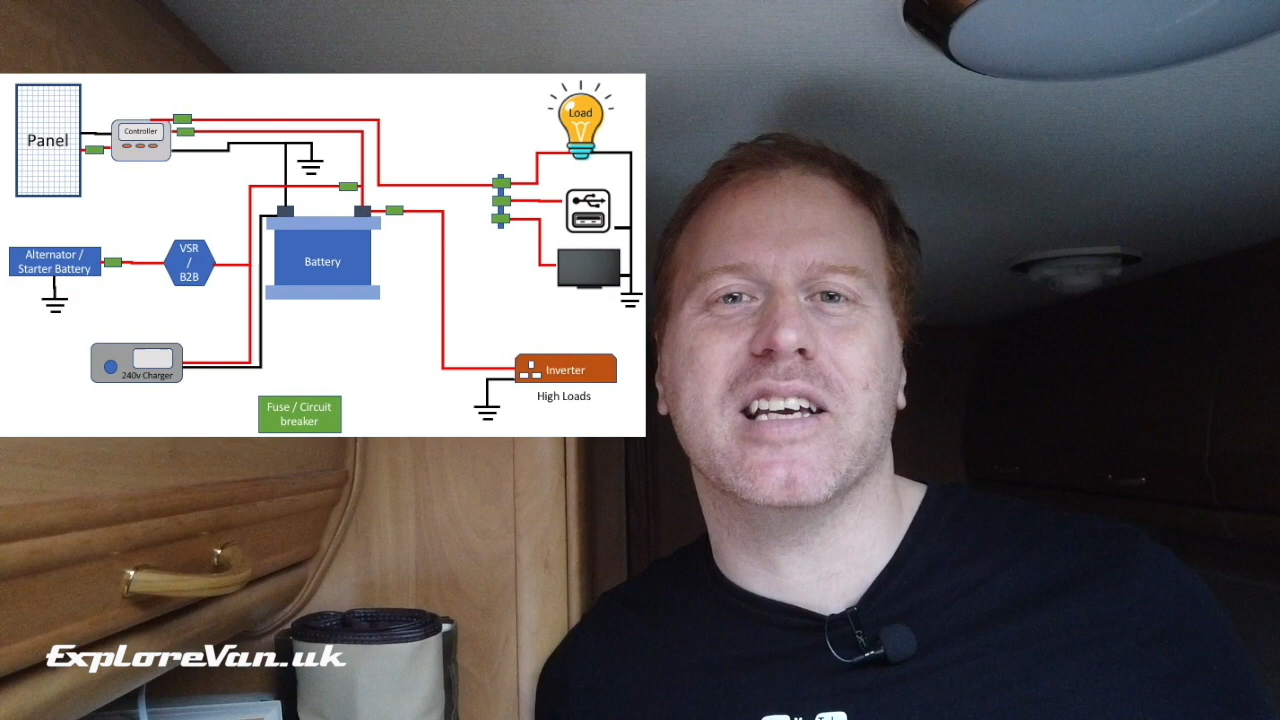 Panel
Controller
Load
Alternator /
Starter Battery
VSR
/
B2B
Battery
240v Charger
Inverter
High Loads
Fuse / Circuit
breaker
ExploreVan.uk